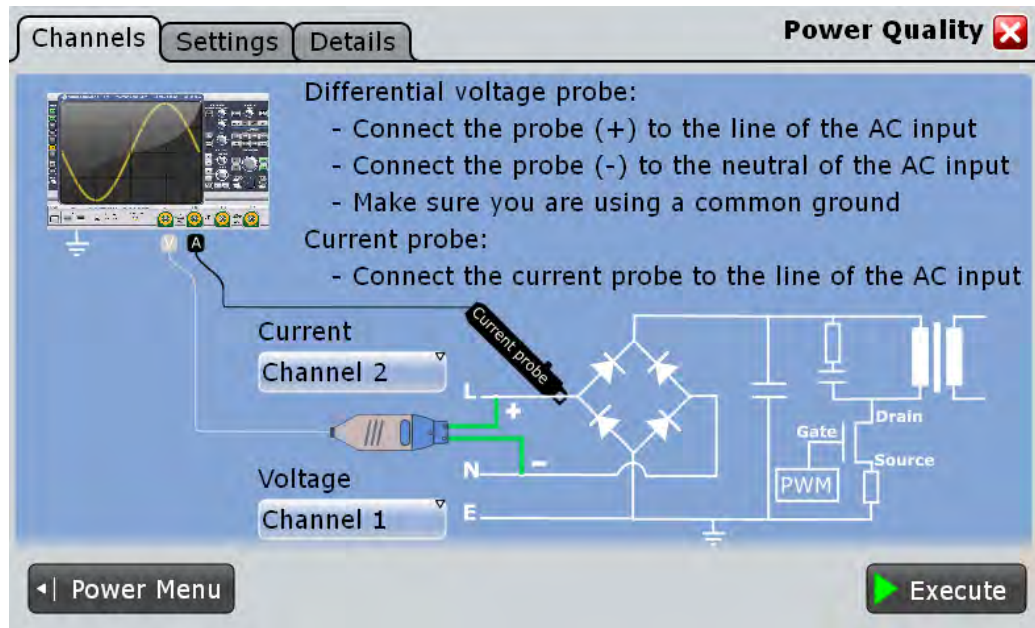 Channels
Settings
Details
Power Quality
Differential voltage probe:
- Connect the probe (+) to the line of the AC input
- Connect the probe (-) to the neutral of the AC input
- Make sure you are using a common ground
Current probe:
- Connect the current probe to the line of the AC input
V
A
Current probe
Current
Channel 2
L
+
Drain
Gate
Source
N
-
PWM
Voltage
Channel 1
E
Power Menu
Execute